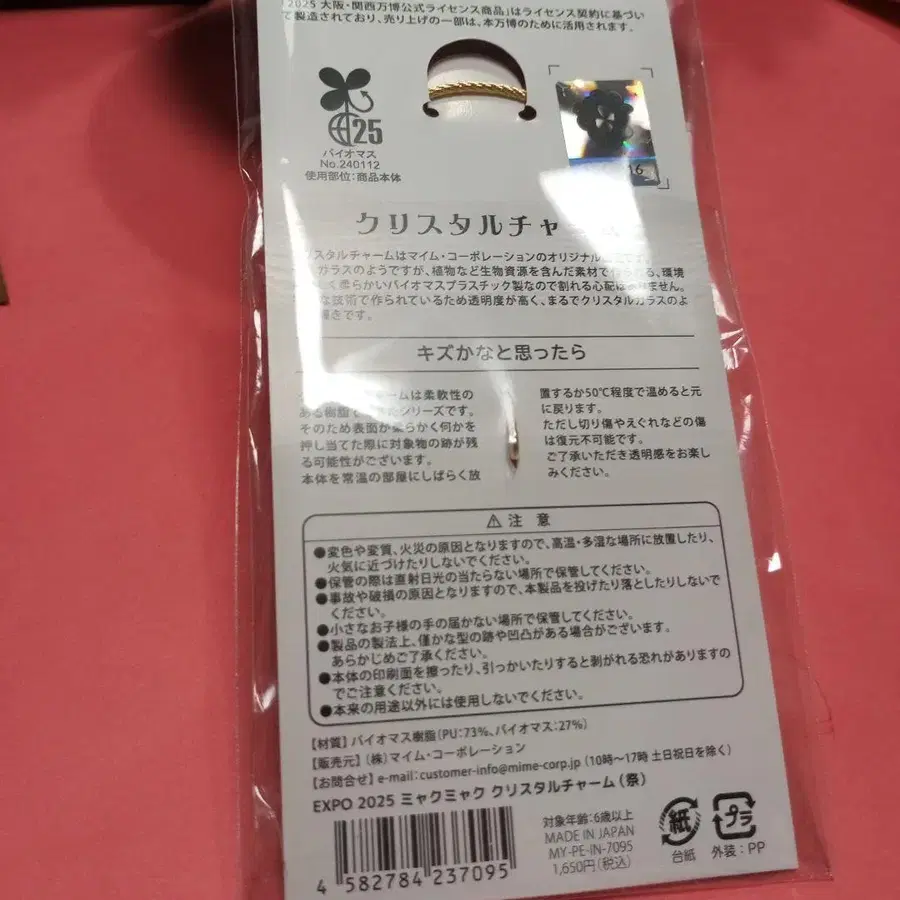 「2025 大阪・関西万博公式ライセンス商品」はライセンス契約に基づい
て製造されており、売り上げの一部は、本万博のために活用されます。
25
バイオマス
No.240112
使用部位:商品本体
16
クリスタルチャーム
リスタルチャームはマイム・コーポレーションのオリジナル
ガラスのようですが、植物など生物資源を含んだ素材で作られる、環境
く柔らかいバイオマスプラスチック製なので割れる心配はありません。
な技術で作られているため透明度が高く、まるでクリスタルガラスのよ
輝きです。
キズかなと思ったら
チャームは柔軟性の
ある樹脂で シリーズです。
そのため表面が柔らかく何かを
押し当てた際に対象物の跡が残
る可能性がございます。
本体を常温の部屋にしばらく放
置するか50℃程度で温めると元
に戻ります。
ただし切り傷やえぐれなどの傷
は復元不可能です。
ご了承いただき透明感をお楽し
みください。
⚠注 意
●変色や変質、火災の原因となりますので、高温・多湿な場所に放置したり、
火気に近づけたりしないでください。
●保管の際は直射日光の当たらない場所で保管してください。
●事故や破損の原因となりますので、本製品を投げたり落としたりしないで
ください。
●小さなお子様の手の届かない場所で保管してください。
●製品の製法上、僅かな型の跡や凹凸がある場合がございます。
あらかじめご了承ください。
●本体の印刷面を擦ったり、引っかいたりすると剥がれる恐れがありますの
でご注意ください。
●本来の用途以外には使用しないでください。
【材質】バイオマス樹脂(PU:73%、バイオマス:27%)
【販売元】(株)マイム・コーポレーション
【お問合せ】e-mail:customer-info@mime-corp.jp (10時~17時 土日祝日を除く)
EXPO 2025 ミャクミャク クリスタルチャーム(祭)
対象年齢:6歳以上
MADE IN JAPAN
MY-PE-IN-7095
1,650円(税込)
4 582784 237095
紙
台紙
プラ
外装:PP